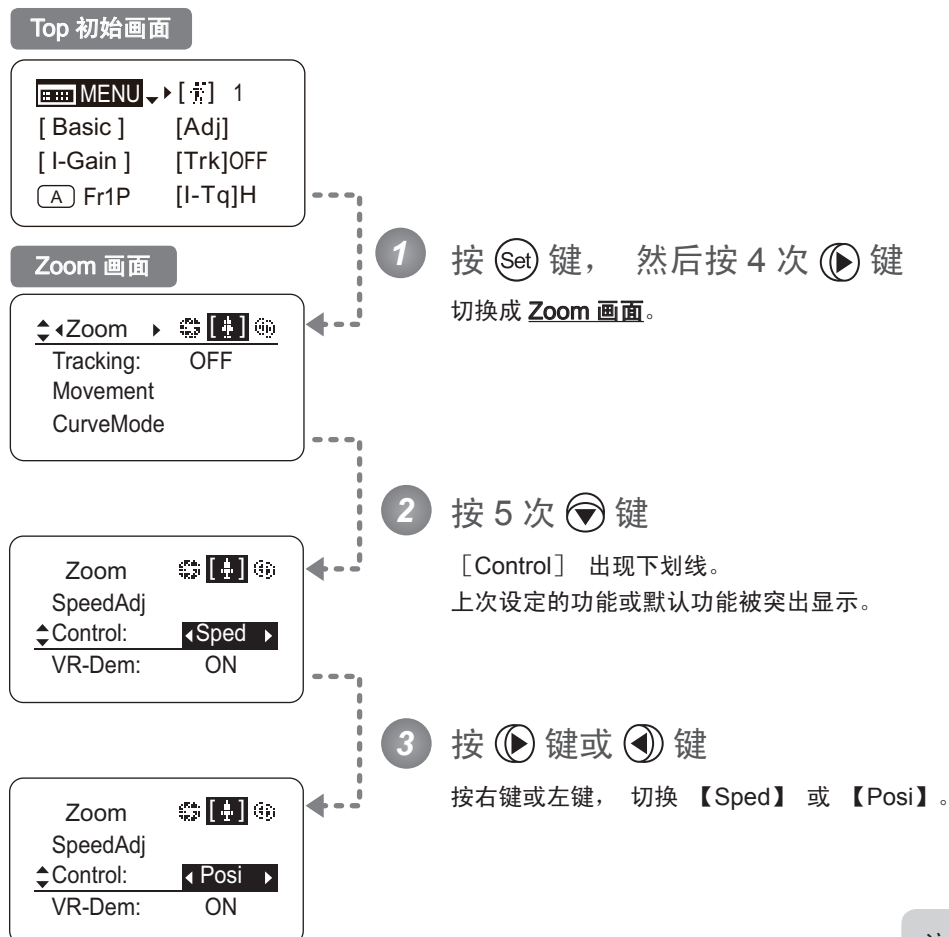 Top 初始画面
MENU [ ] 1
[ Basic ] [Adj]
[ I-Gain ] [Trk]OFF
A Fr1P [I-Tq]H
1 按 Set 键， 然后按 4 次 键
切换成 Zoom 画面。
Zoom 画面
Zoom
Tracking: OFF
Movement
CurveMode
2 按 5 次 键
［Control］ 出现下划线。
上次设定的功能或默认功能被突出显示。
Zoom
SpeedAdj
Control: Sped
VR-Dem: ON
3 按 键或 键
按右键或左键， 切换 【Sped】 或 【Posi】。
Zoom
SpeedAdj
Control: Posi
VR-Dem: ON